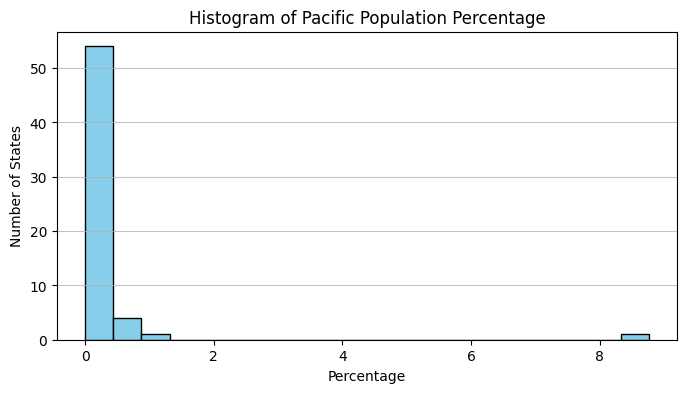 Histogram of Pacific Population Percentage
Number of States
50
40
30
20
10
0
0 2 4 6 8
Percentage